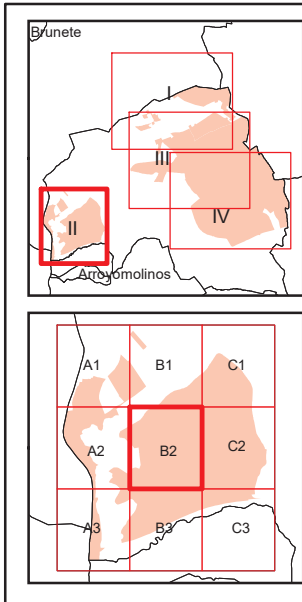 Brunete
I
III
II
IV
Arroyomolinos
A1 B1 C1
A2 B2 C2
A3 B3 C3